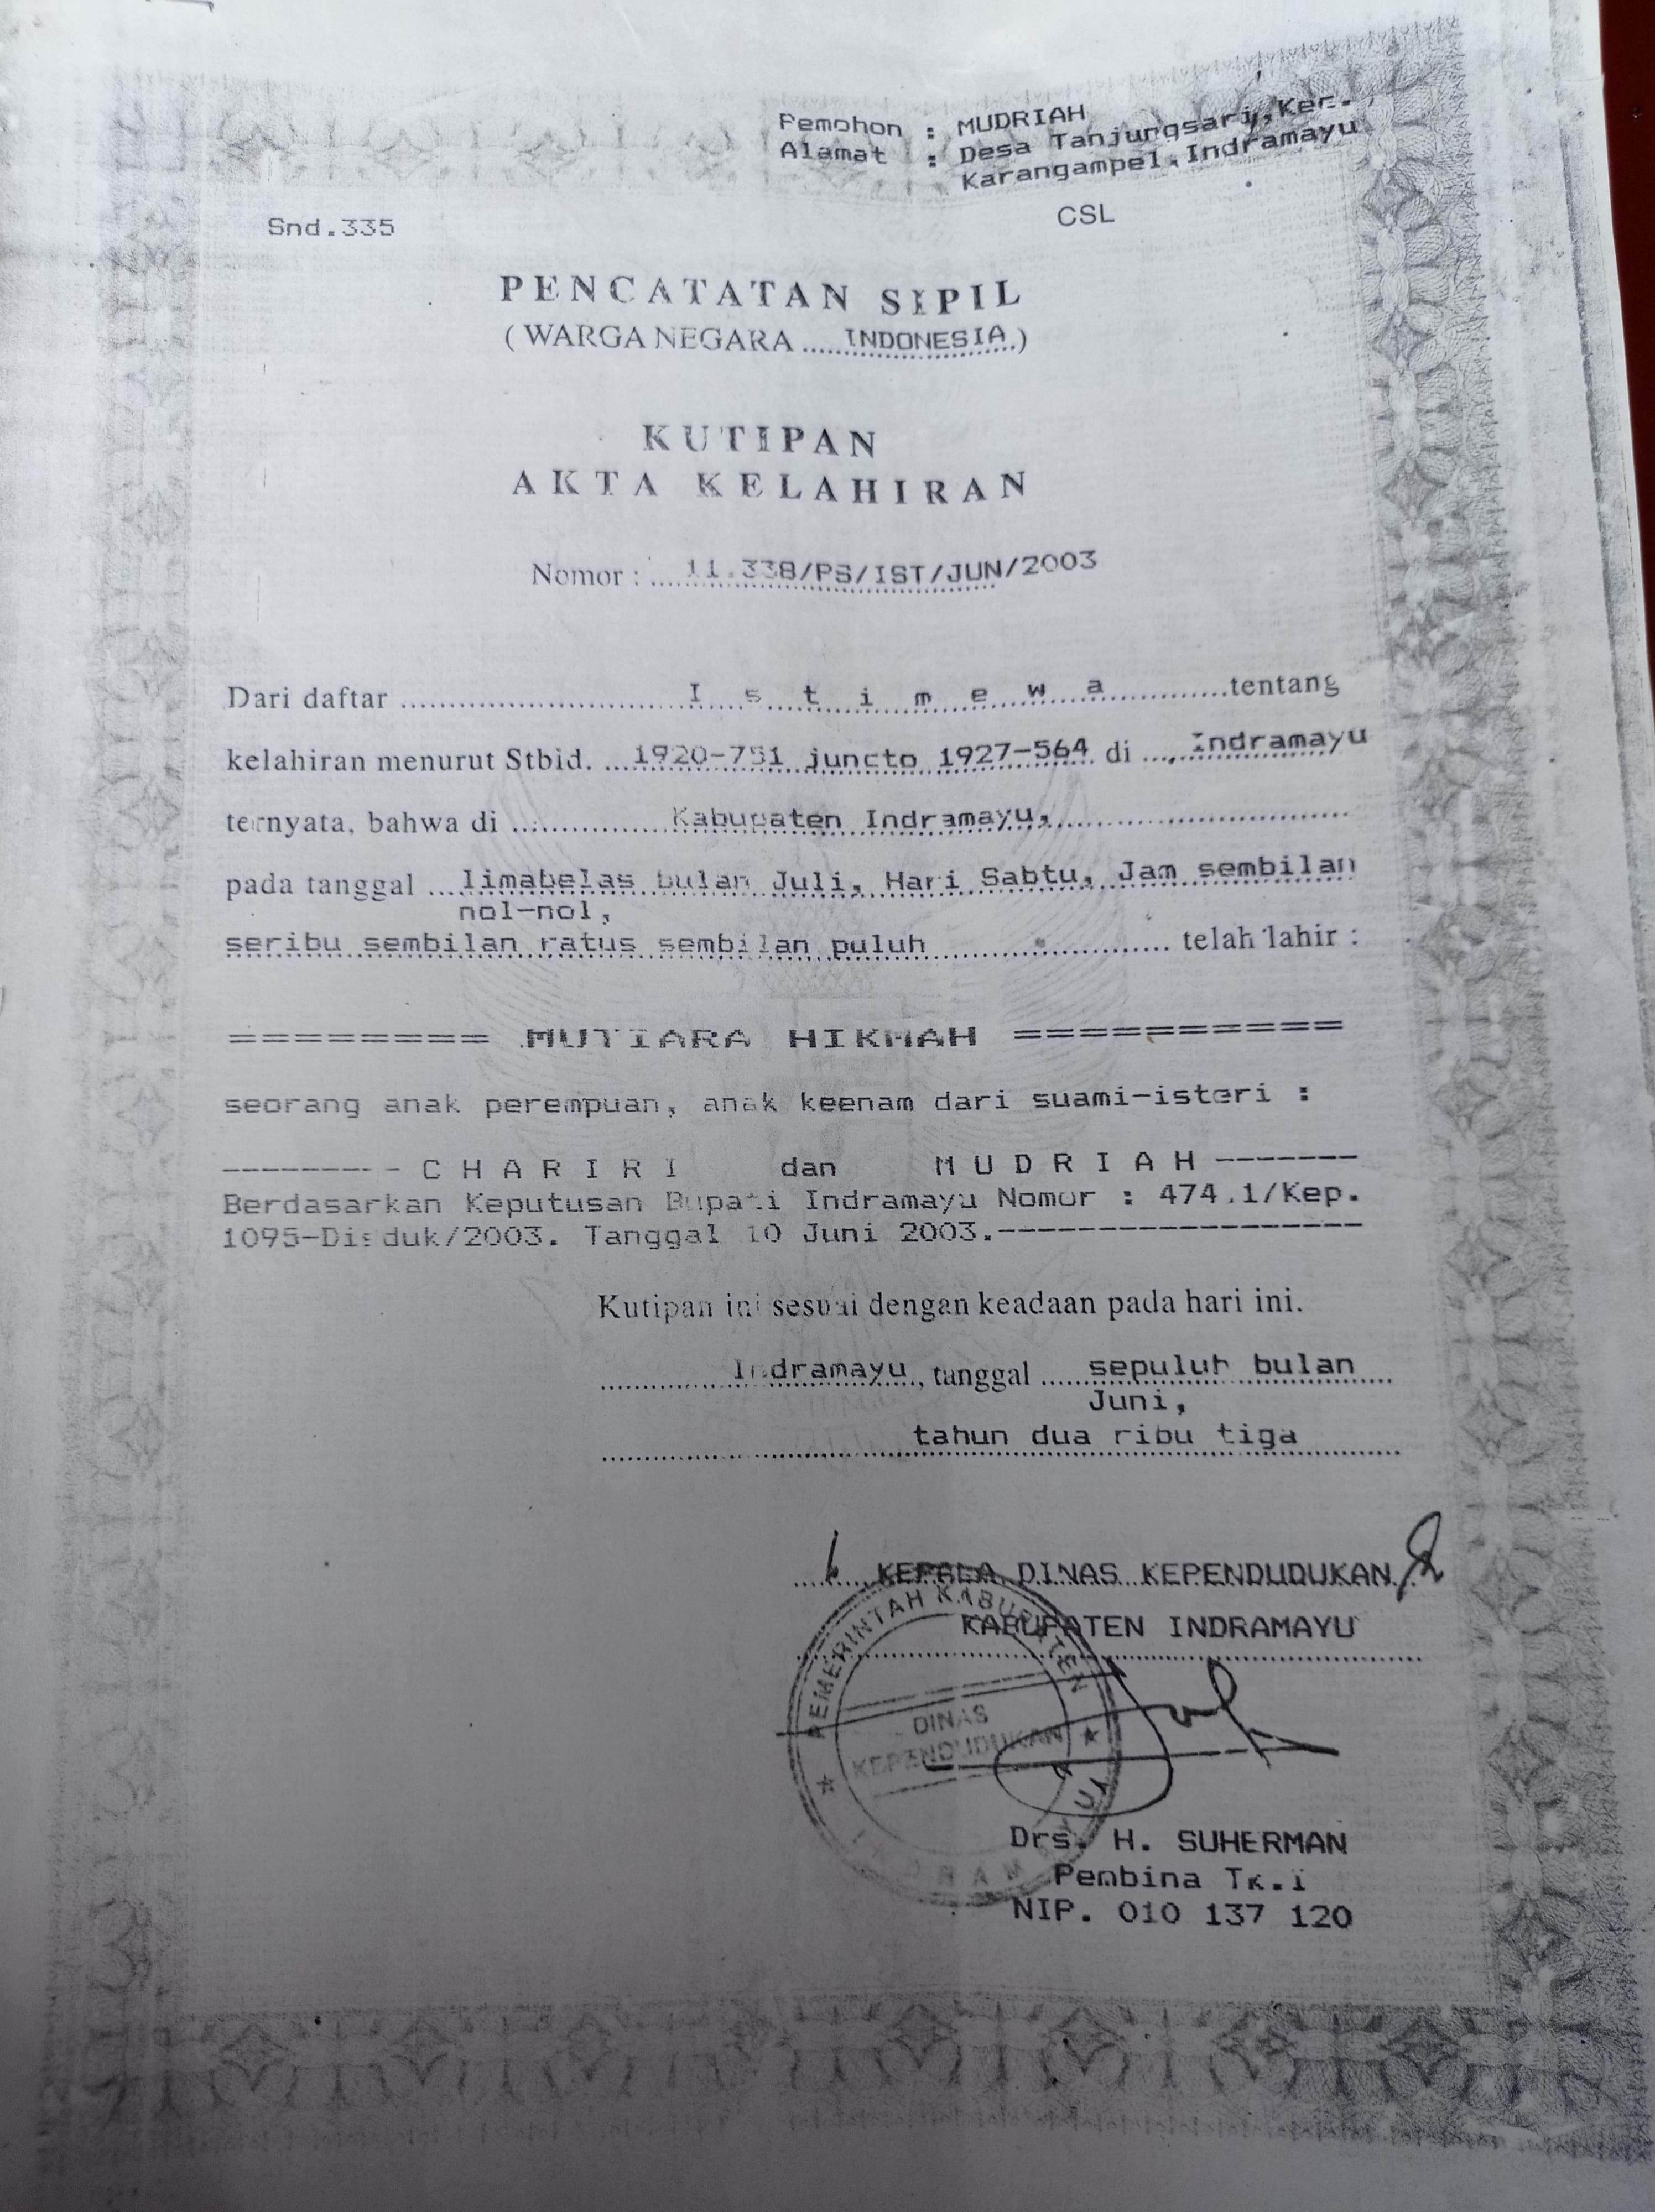 Pemohon : MUDRIAH
Alamat : Desa Tanjungsari,Kec.
Karangampel.Indramayu
Snd.335
CSL
PENCATATAN SIPIL
(WARGA NEGARA ..... INDONESIA.)
KUTIPAN
AKTA KELAHIRAN
Nomor : ..... 11.338/PS/IST/JUN/2003
Dari daftar ..... I s t i m e w a ..... tentang
kelahiran menurut Stbid. ... 1920-751 juncto 1927-564 di ..... Indramayu
ternyata, bahwa di ..... Kabupaten Indramayu, .....
pada tanggal ... limabelas bulan Juli, Hari Sabtu, Jam sembilan
nol-nol,
seribu sembilan ratus sembilan puluh ..... telah lahir :
======== MUTIARA HIKMAH ==========
seorang anak perempuan, anak keenam dari suami-isteri :
--------- C H A R I R I dan M U D R I A H -------
Berdasarkan Keputusan Bupati Indramayu Nomor : 474.1/Kep.
1095-Disduk/2003. Tanggal 10 Juni 2003.------------------
Kutipan ini sesuai dengan keadaan pada hari ini.
..... Indramayu, tanggal ..... sepuluh bulan
Juni,
tahun dua ribu tiga
KEPALA DINAS KEPENDUDUKAN
KABUPATEN INDRAMAYU
PEMERINTAH KABUPATEN
DINAS
KEPENDUDUKAN
INDRAMAYU
Drs. H. SUHERMAN
Pembina Tk.I
NIP. 010 137 120